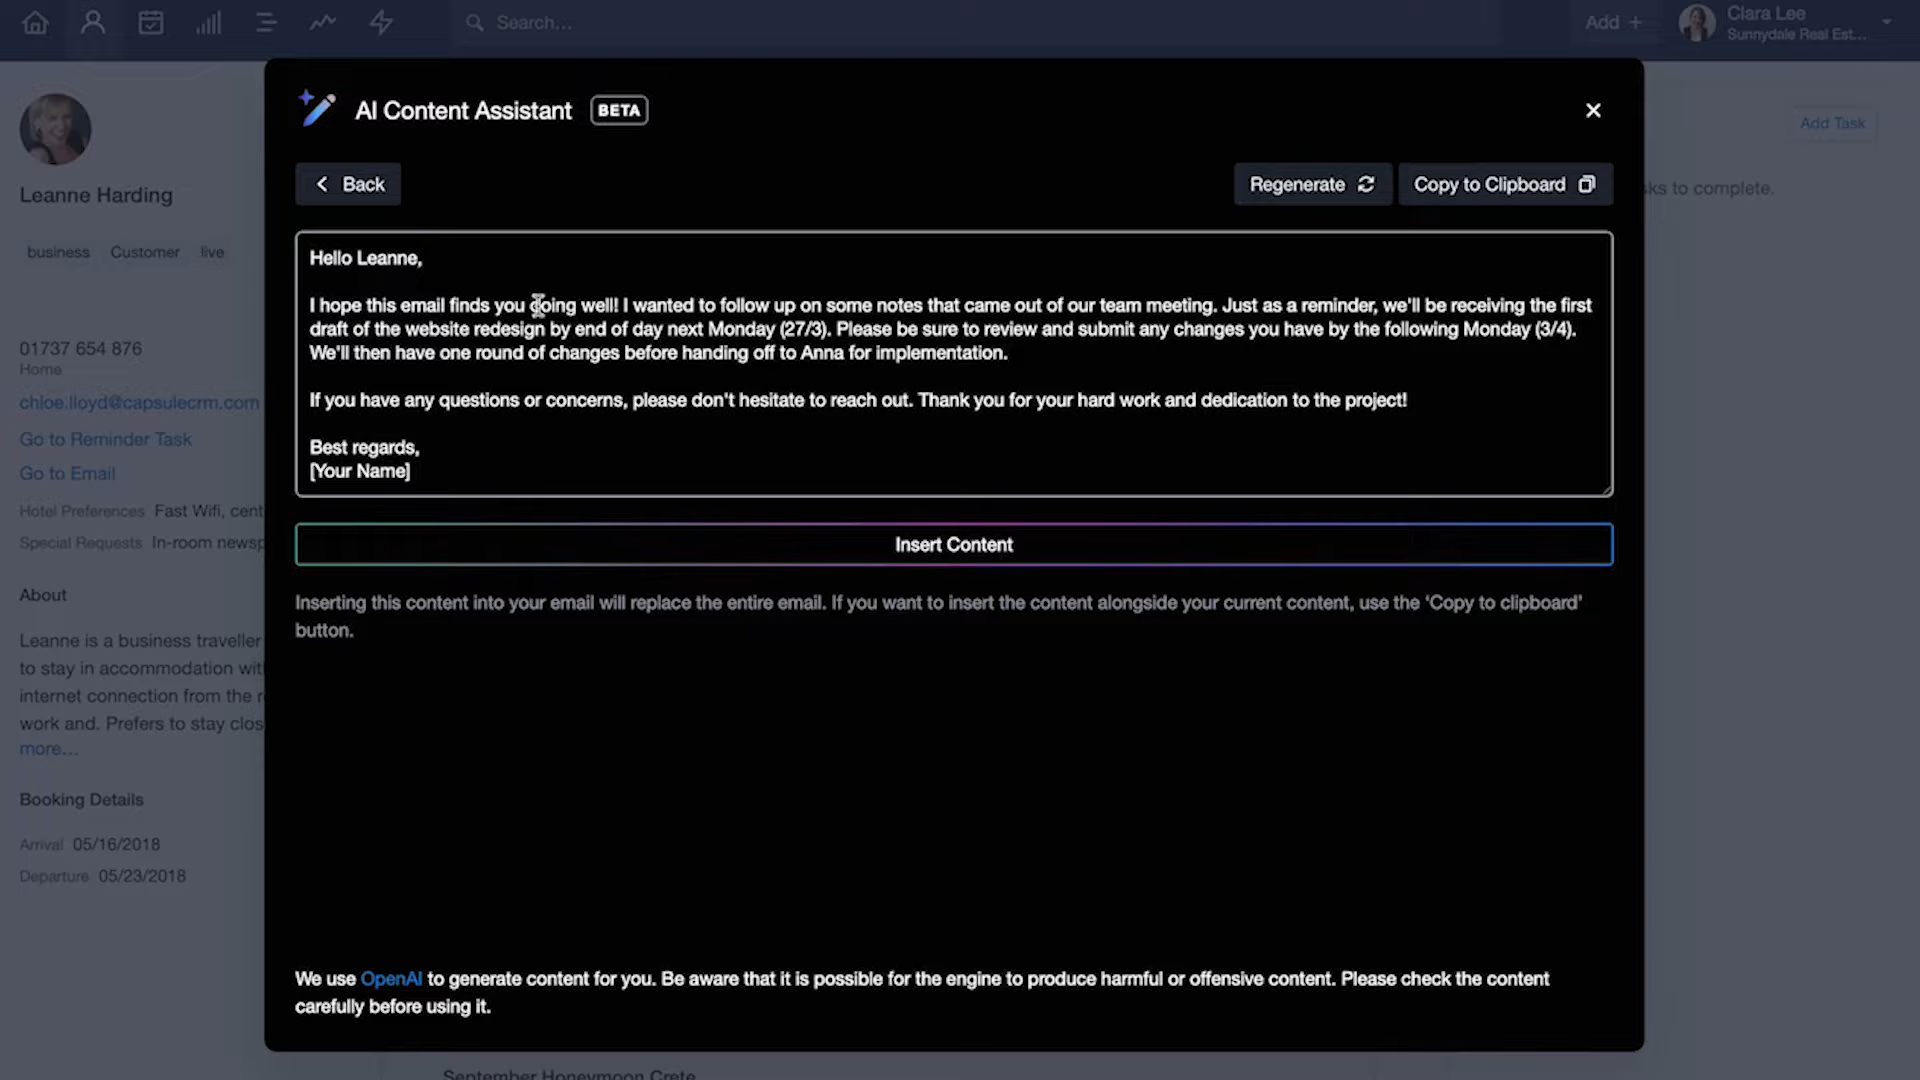 Search...
Add +
Clara Lee
Sunnydale Real Est...
Leanne Harding
business Customer live
01737 654 876
Home
chloe.lloyd@capsulecrm.com
Go to Reminder Task
Go to Email
Hotel Preferences Fast Wifi, cent
Special Requests In-room newsp
About
Leanne is a business traveller
to stay in accommodation wit
internet connection from the r
work and. Prefers to stay clos
more...
Booking Details
Arrival 05/16/2018
Departure 05/23/2018
AI Content Assistant BETA
Back
Regenerate
Copy to Clipboard
Hello Leanne,
I hope this email finds you doing well! I wanted to follow up on some notes that came out of our team meeting. Just as a reminder, we'll be receiving the first
draft of the website redesign by end of day next Monday (27/3). Please be sure to review and submit any changes you have by the following Monday (3/4).
We'll then have one round of changes before handing off to Anna for implementation.
If you have any questions or concerns, please don't hesitate to reach out. Thank you for your hard work and dedication to the project!
Best regards,
[Your Name]
Insert Content
Inserting this content into your email will replace the entire email. If you want to insert the content alongside your current content, use the 'Copy to clipboard'
button.
We use OpenAI to generate content for you. Be aware that it is possible for the engine to produce harmful or offensive content. Please check the content
carefully before using it.
Add Task
to complete.
September Honeymoon Crete